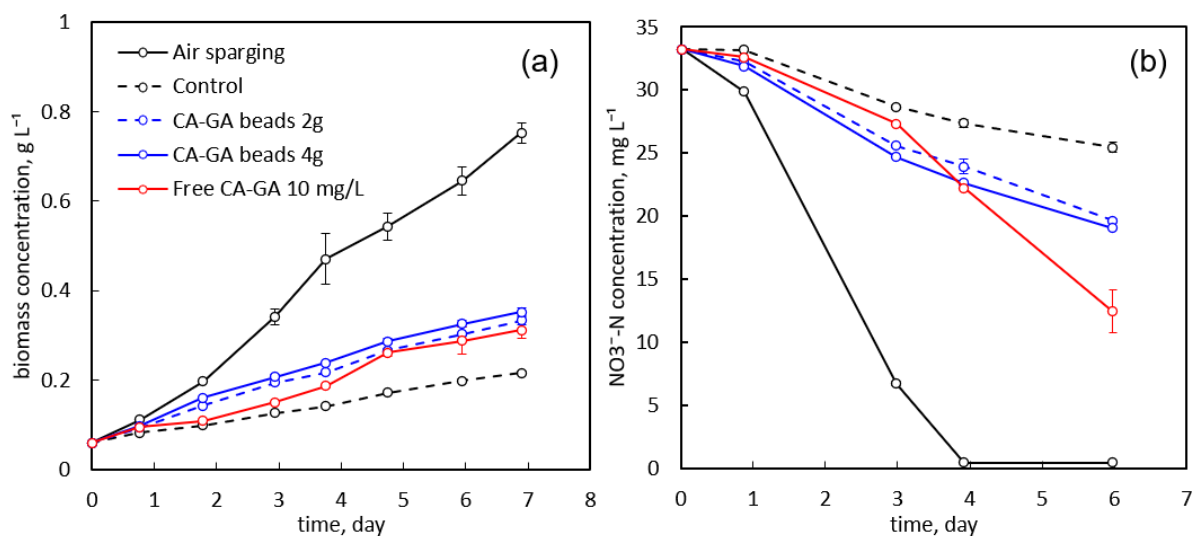 (a)
Air sparging
Control
CA-GA beads 2g
CA-GA beads 4g
Free CA-GA 10 mg/L
biomass concentration, g L⁻¹
1
0.8
0.6
0.4
0.2
0
0 1 2 3 4 5 6 7 8
time, day
(b)
NO3⁻-N concentration, mg L⁻¹
35
30
25
20
15
10
5
0
0 1 2 3 4 5 6 7
time, day